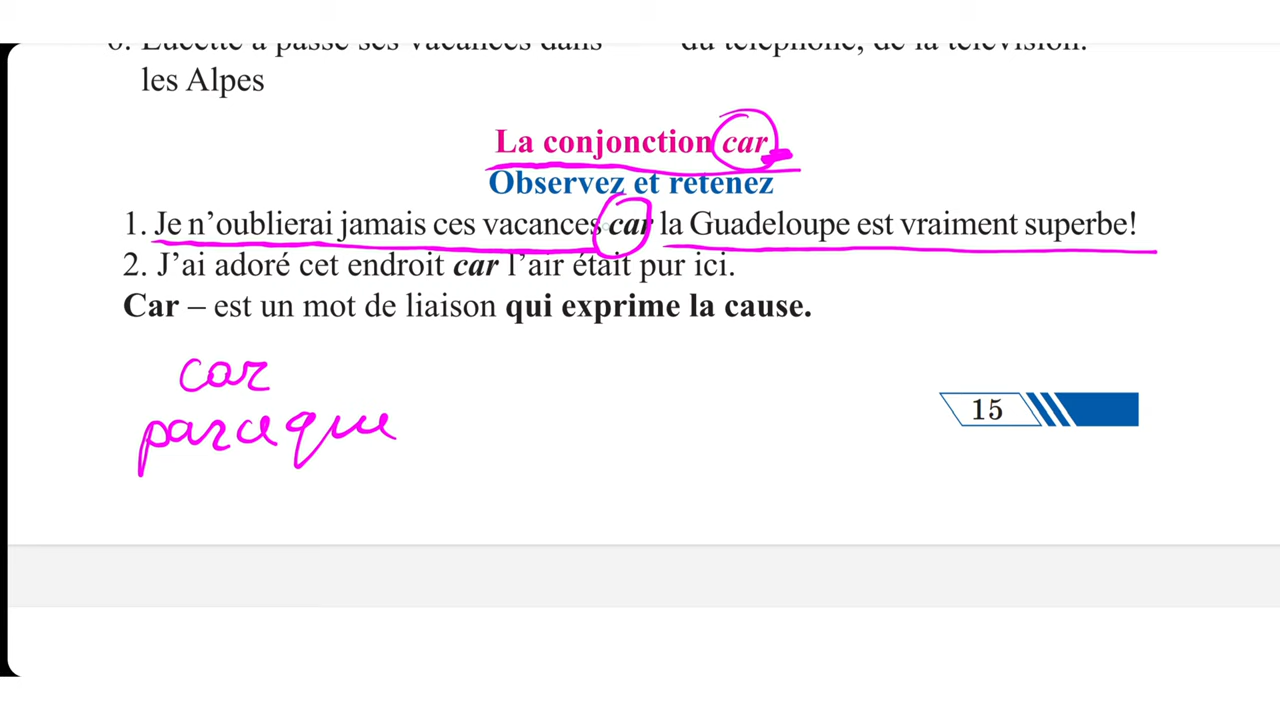 les Alpes
La conjonction car
Observez et retenez
1. Je n’oublierai jamais ces vacances car la Guadeloupe est vraiment superbe!
2. J’ai adoré cet endroit car l’air était pur ici.
Car – est un mot de liaison qui exprime la cause.
car
parce que
15